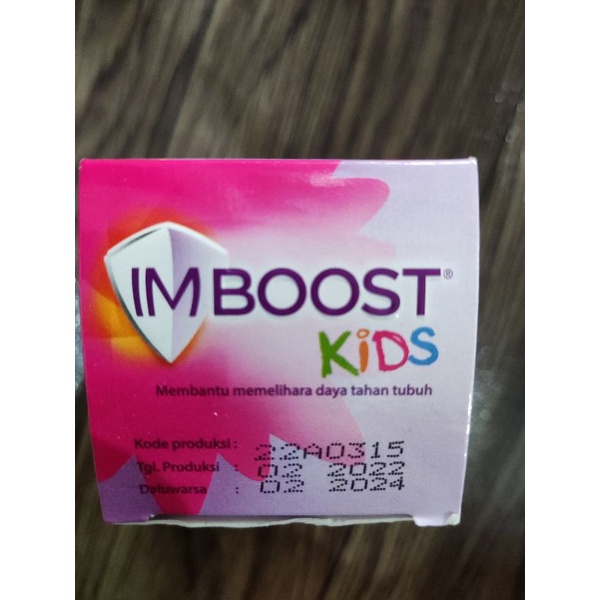 IMBOOST®
KiDS
Membantu memelihara daya tahan tubuh
Kode produksi : 22A0315
Tgl. Produksi : 02 2022
Daluwarsa : 02 2024